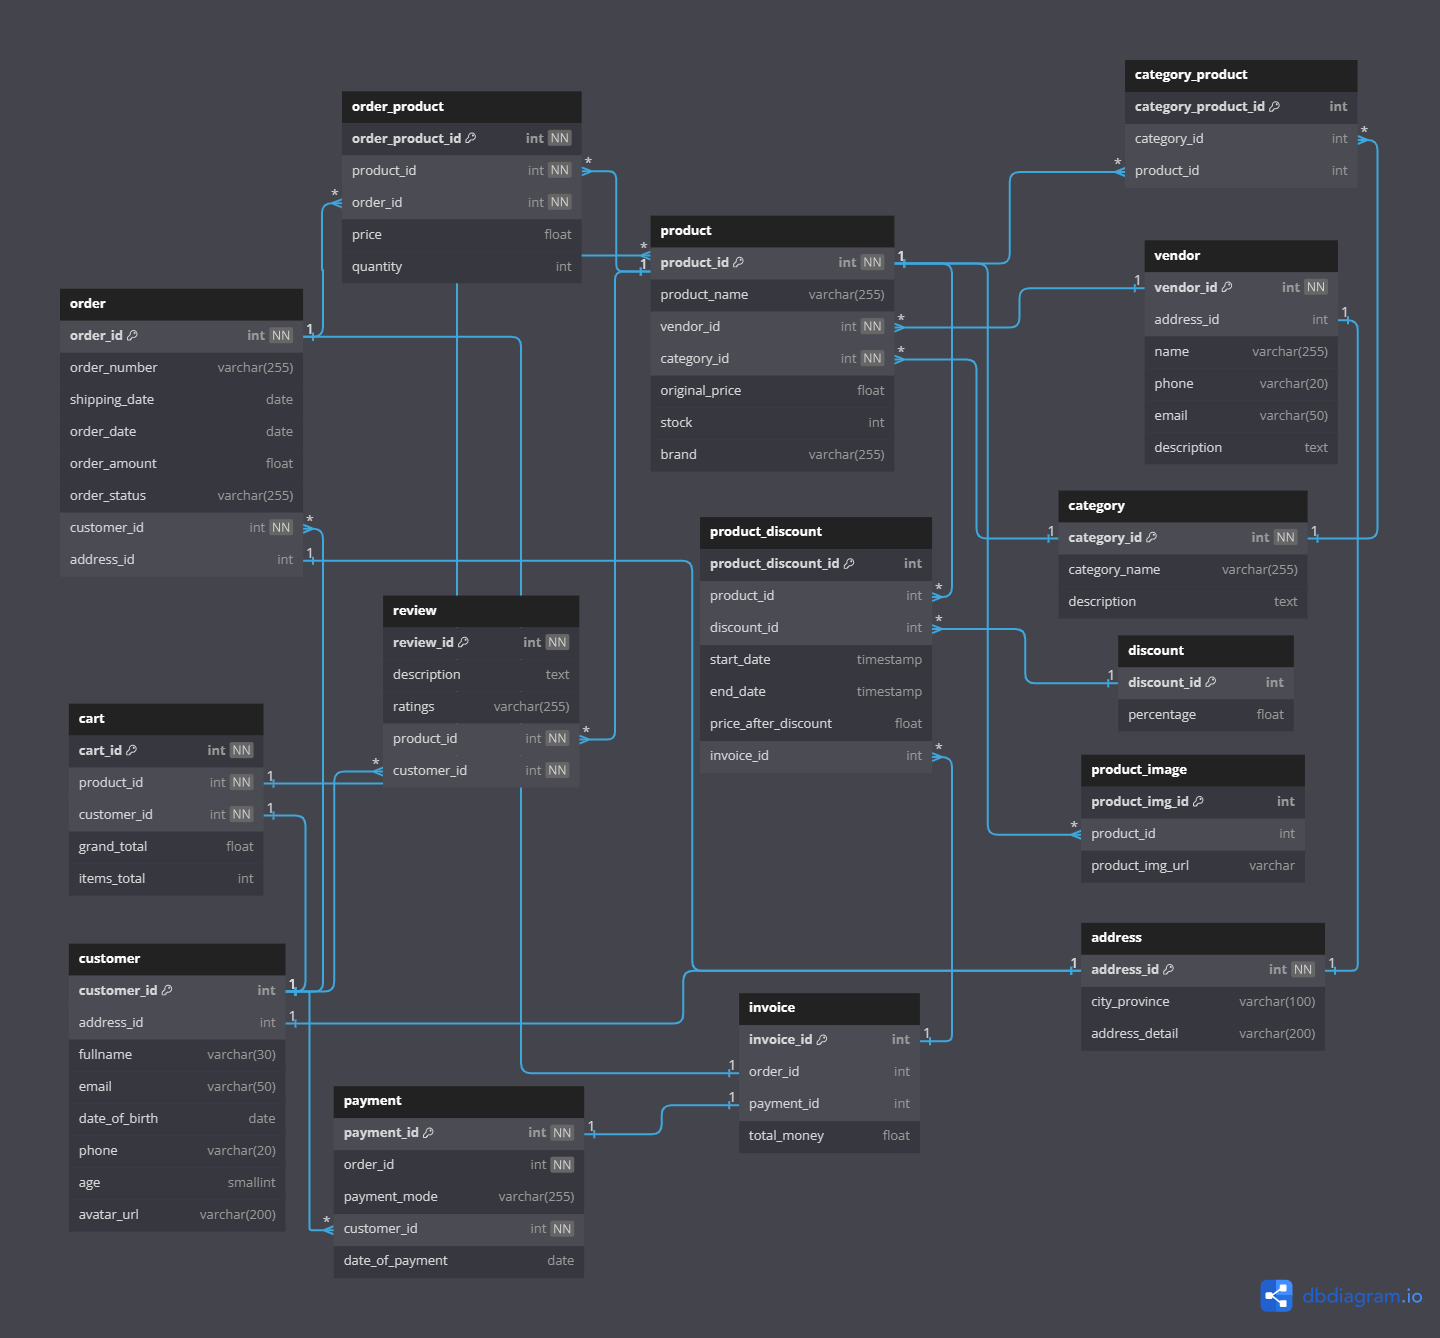 order_product
order_product_id int NN
product_id int NN
order_id int NN
price float
quantity int
category_product
category_product_id int
category_id int
product_id int
product
product_id int NN
product_name varchar(255)
vendor_id int NN
category_id int NN
original_price float
stock int
brand varchar(255)
vendor
vendor_id int NN
address_id int
name varchar(255)
phone varchar(20)
email varchar(50)
description text
order
order_id int NN
order_number varchar(255)
shipping_date date
order_date date
order_amount float
order_status varchar(255)
customer_id int NN
address_id int
category
category_id int NN
category_name varchar(255)
description text
product_discount
product_discount_id int
product_id int
discount_id int
start_date timestamp
end_date timestamp
price_after_discount float
invoice_id int
review
review_id int NN
description text
ratings varchar(255)
product_id int NN
customer_id int NN
discount
discount_id int
percentage float
cart
cart_id int NN
product_id int NN
customer_id int NN
grand_total float
items_total int
product_image
product_img_id int
product_id int
product_img_url varchar
address
address_id int NN
city_province varchar(100)
address_detail varchar(200)
customer
customer_id int
address_id int
fullname varchar(30)
email varchar(50)
date_of_birth date
phone varchar(20)
age smallint
avatar_url varchar(200)
invoice
invoice_id int
order_id int
payment_id int
total_money float
payment
payment_id int NN
order_id int NN
payment_mode varchar(255)
customer_id int NN
date_of_payment date
dbdiagram.io